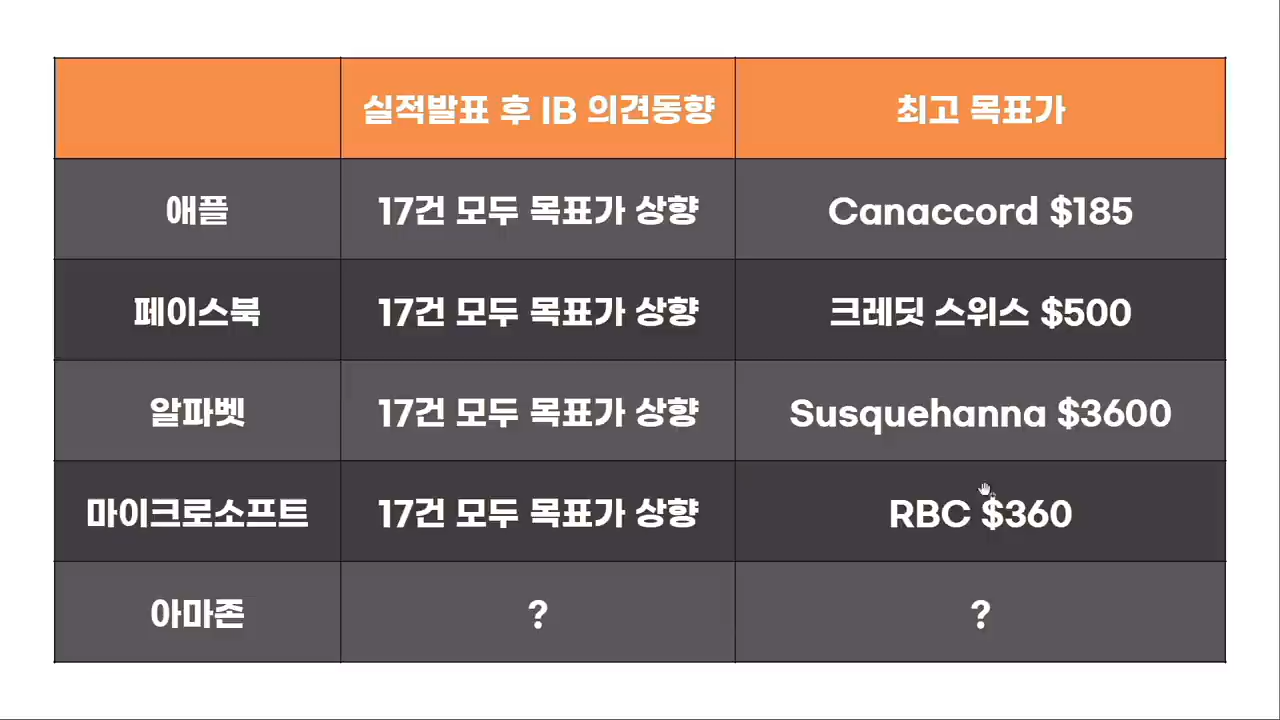 실적발표 후 IB 의견동향 최고 목표가
애플 17건 모두 목표가 상향 Canaccord $185
페이스북 17건 모두 목표가 상향 크레딧 스위스 $500
알파벳 17건 모두 목표가 상향 Susquehanna $3600
마이크로소프트 17건 모두 목표가 상향 RBC $360
아마존 ? ?